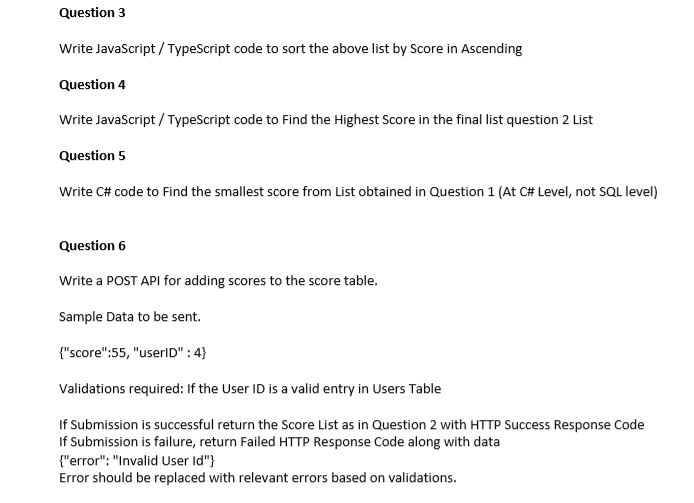 Question 3
Write JavaScript / TypeScript code to sort the above list by Score in Ascending
Question 4
Write JavaScript / TypeScript code to Find the Highest Score in the final list question 2 List
Question 5
Write C# code to Find the smallest score from List obtained in Question 1 (At C# Level, not SQL level)
Question 6
Write a POST API for adding scores to the score table.
Sample Data to be sent.
{"score":55, "userID" : 4}
Validations required: If the User ID is a valid entry in Users Table
If Submission is successful return the Score List as in Question 2 with HTTP Success Response Code
If Submission is failure, return Failed HTTP Response Code along with data
{"error": "Invalid User Id"}
Error should be replaced with relevant errors based on validations.